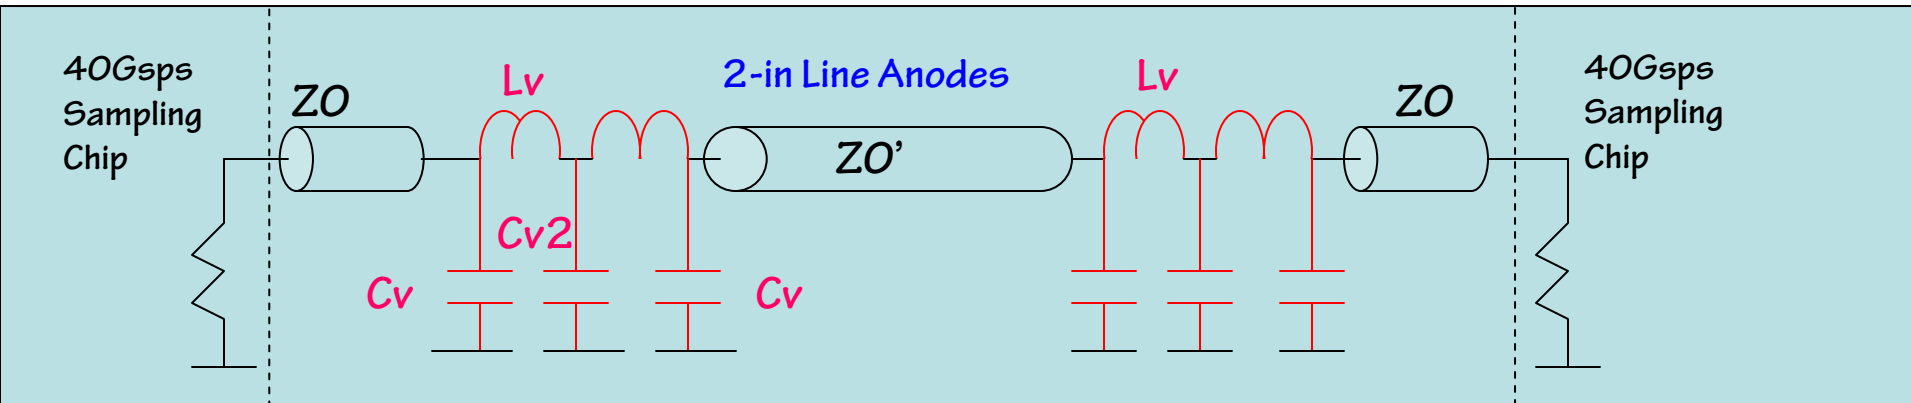 40Gsps
Sampling
Chip
ZO
Lv
2-in Line Anodes
Lv
ZO
40Gsps
Sampling
Chip
ZO'
Cv2
Cv
Cv